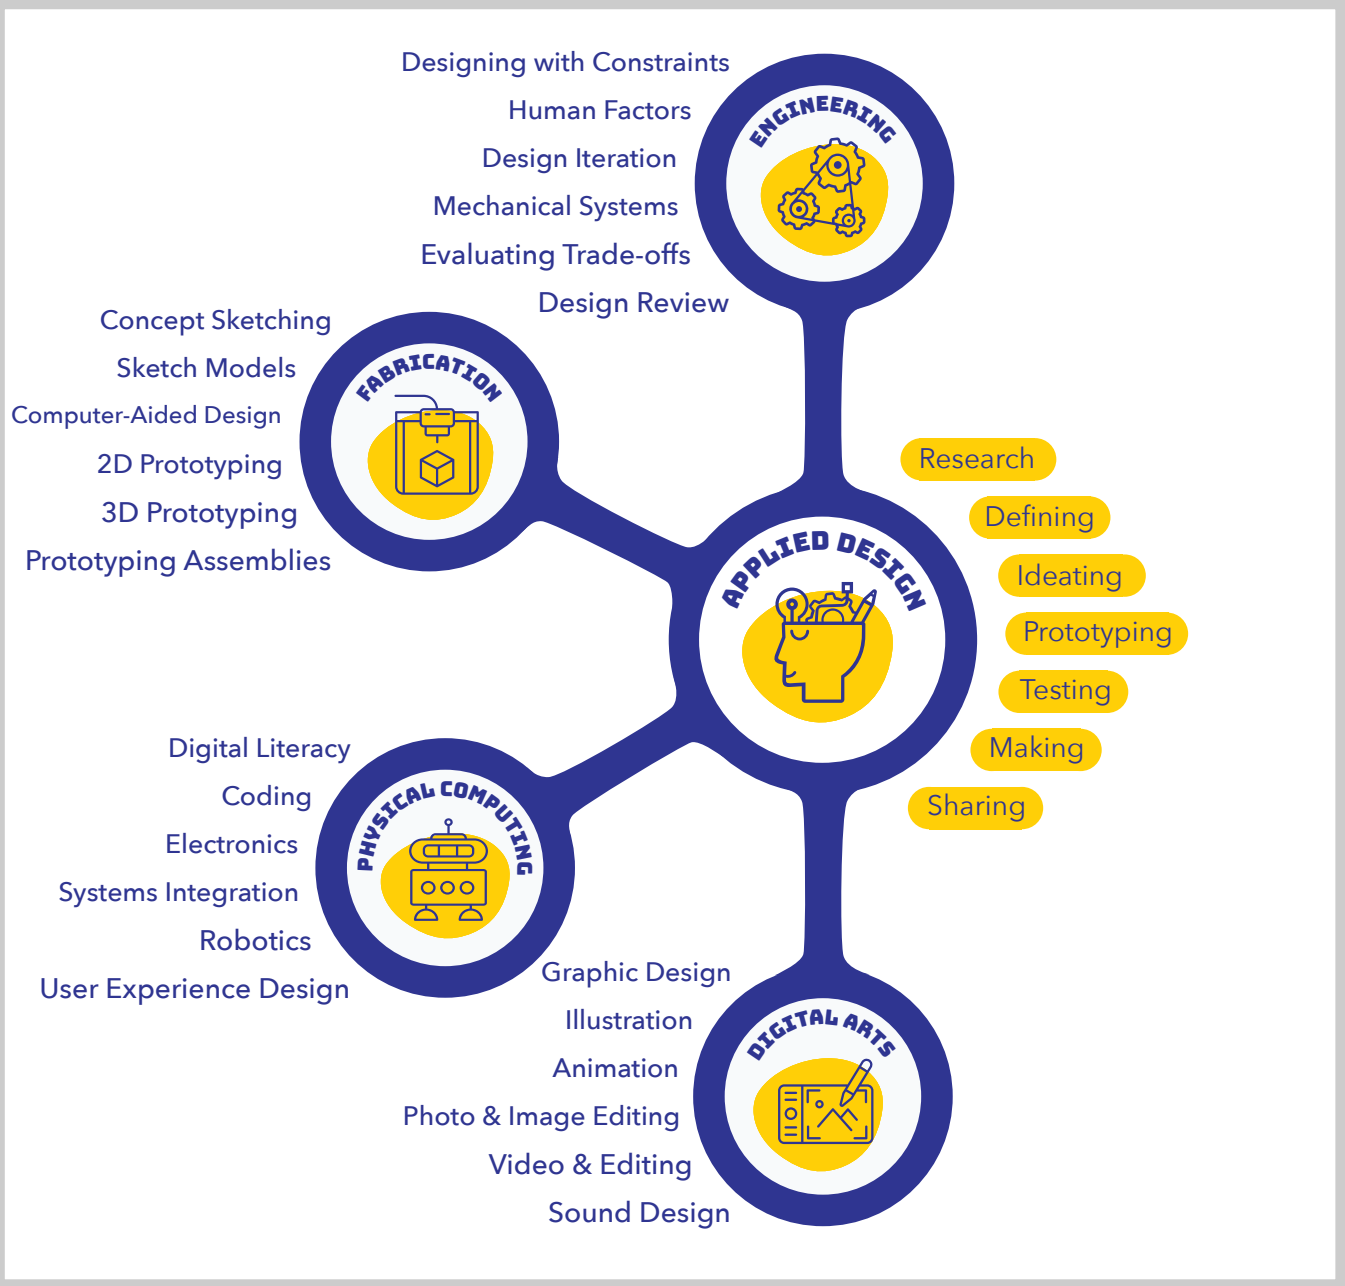 Designing with Constraints
Human Factors
Design Iteration
Mechanical Systems
Evaluating Trade-offs
Design Review
ENGINEERING
Concept Sketching
Sketch Models
Computer-Aided Design
2D Prototyping
3D Prototyping
Prototyping Assemblies
FABRICATION
APPLIED DESIGN
Research
Defining
Ideating
Prototyping
Testing
Making
Sharing
Digital Literacy
Coding
Electronics
Systems Integration
Robotics
User Experience Design
PHYSICAL COMPUTING
Graphic Design
Illustration
Animation
Photo & Image Editing
Video & Editing
Sound Design
DIGITAL ARTS